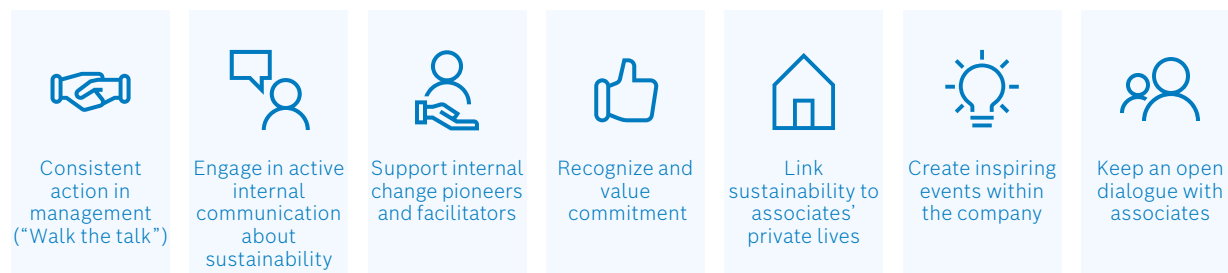 Consistent
action in
management
(“Walk the talk”)
Engage in active
internal
communication
about
sustainability
Support internal
change pioneers
and facilitators
Recognize and
value
commitment
Link
sustainability to
associates’
private lives
Create inspiring
events within
the company
Keep an open
dialogue with
associates